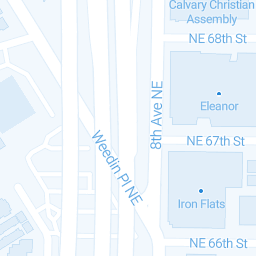 Calvary Christian
Assembly
NE 68th St
Eleanor
8th Ave NE
NE 67th St
Weedin Pl NE
Iron Flats
NE 66th St